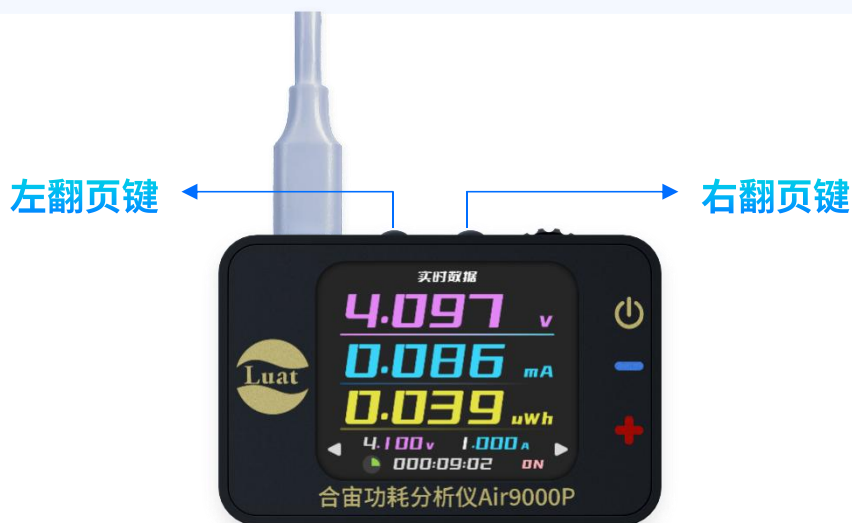 左翻页键
右翻页键
实时数据
4.097 V
0.086 mA
Luat
0.039 uWh
4.100 V 1.000 A
000:09:02 ON
合宙功耗分析仪Air9000P